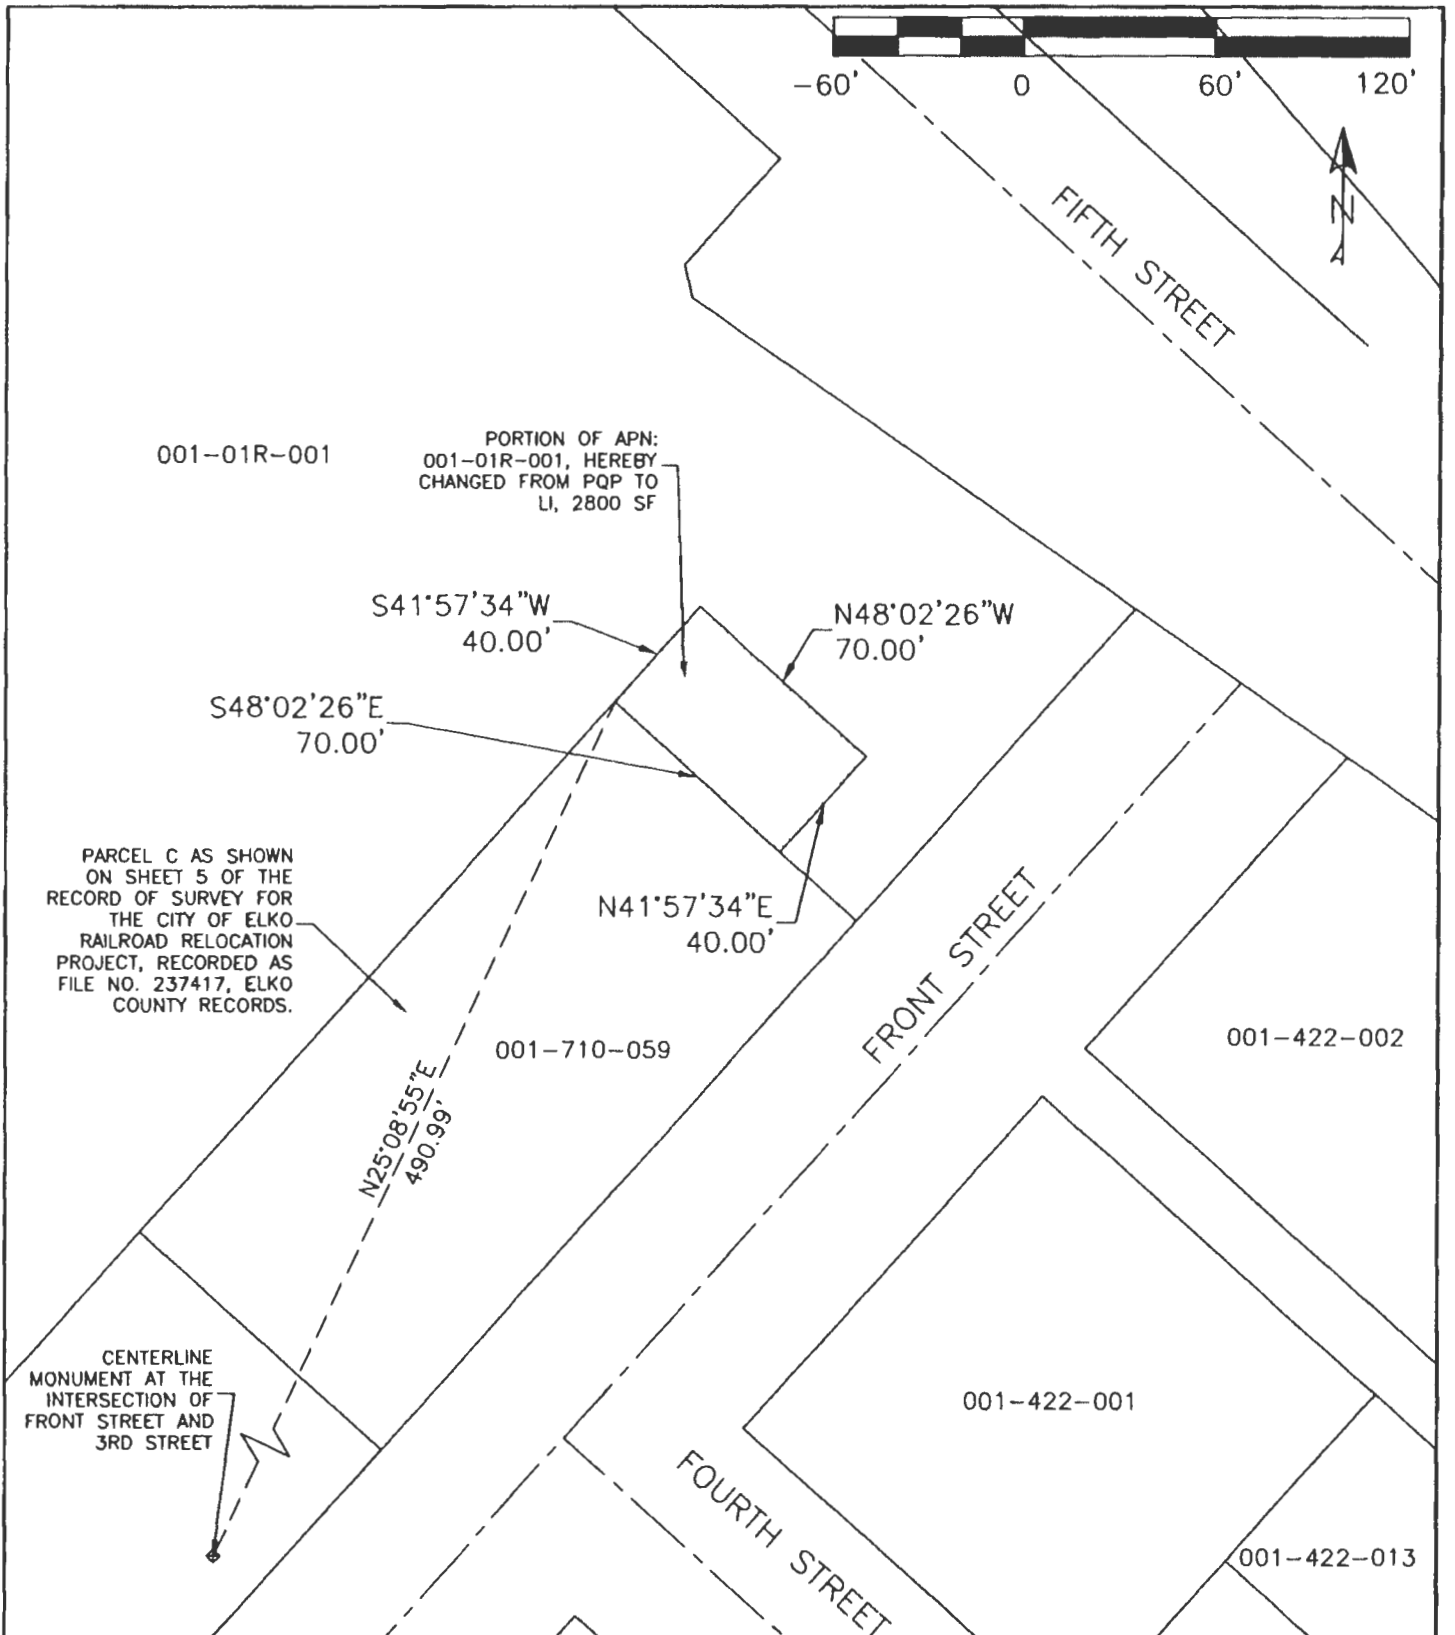 -60' 0 60' 120'
N
FIFTH STREET
001-01R-001
PORTION OF APN:
001-01R-001, HEREBY
CHANGED FROM PQP TO
LI, 2800 SF
S41°57'34"W
40.00'
N48°02'26"W
70.00'
S48°02'26"E
70.00'
PARCEL C AS SHOWN
ON SHEET 5 OF THE
RECORD OF SURVEY FOR
THE CITY OF ELKO
RAILROAD RELOCATION
PROJECT, RECORDED AS
FILE NO. 237417, ELKO
COUNTY RECORDS.
N41°57'34"E
40.00'
FRONT STREET
001-710-059
001-422-002
N25°08'55"E
490.99'
CENTERLINE
MONUMENT AT THE
INTERSECTION OF
FRONT STREET AND
3RD STREET
001-422-001
FOURTH STREET
001-422-013